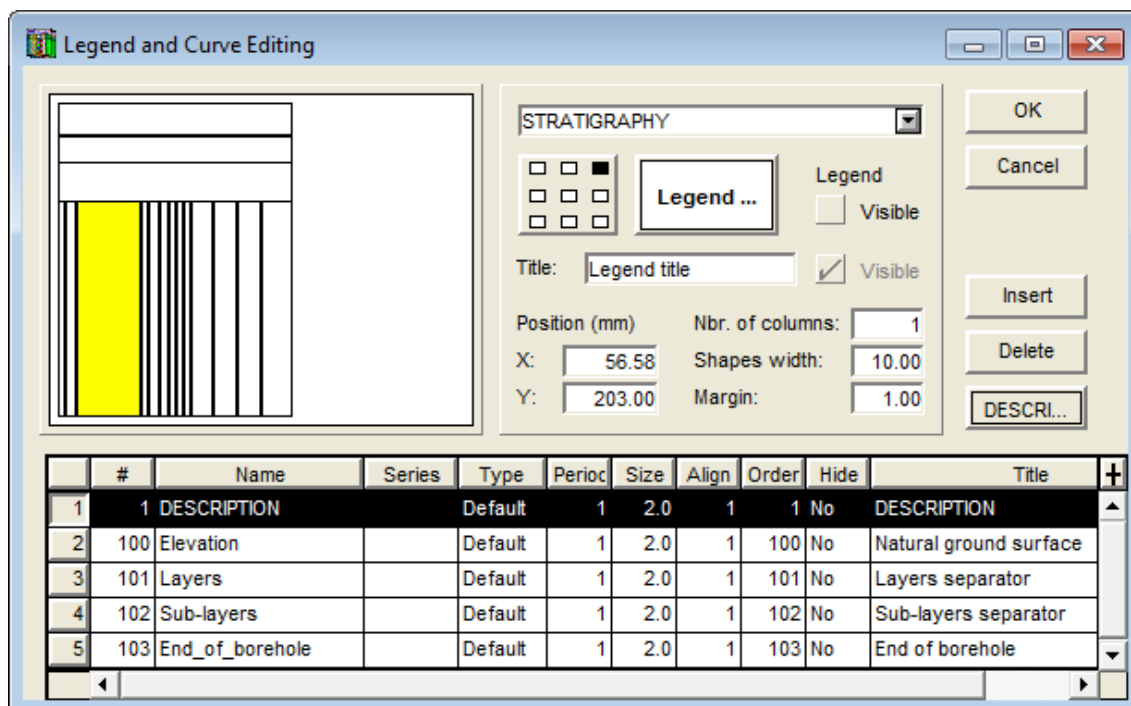 Legend and Curve Editing
STRATIGRAPHY
OK
Cancel
Legend ...
Legend
Visible
Title: Legend title Visible
Insert
Position (mm) Nbr. of columns: 1
Delete
X: 56.58 Shapes width: 10.00
Y: 203.00 Margin: 1.00
DESCRI...
# Name Series Type Period Size Align Order Hide Title
1 1 DESCRIPTION Default 1 2.0 1 1 No DESCRIPTION
2 100 Elevation Default 1 2.0 1 100 No Natural ground surface
3 101 Layers Default 1 2.0 1 101 No Layers separator
4 102 Sub-layers Default 1 2.0 1 102 No Sub-layers separator
5 103 End_of_borehole Default 1 2.0 1 103 No End of borehole